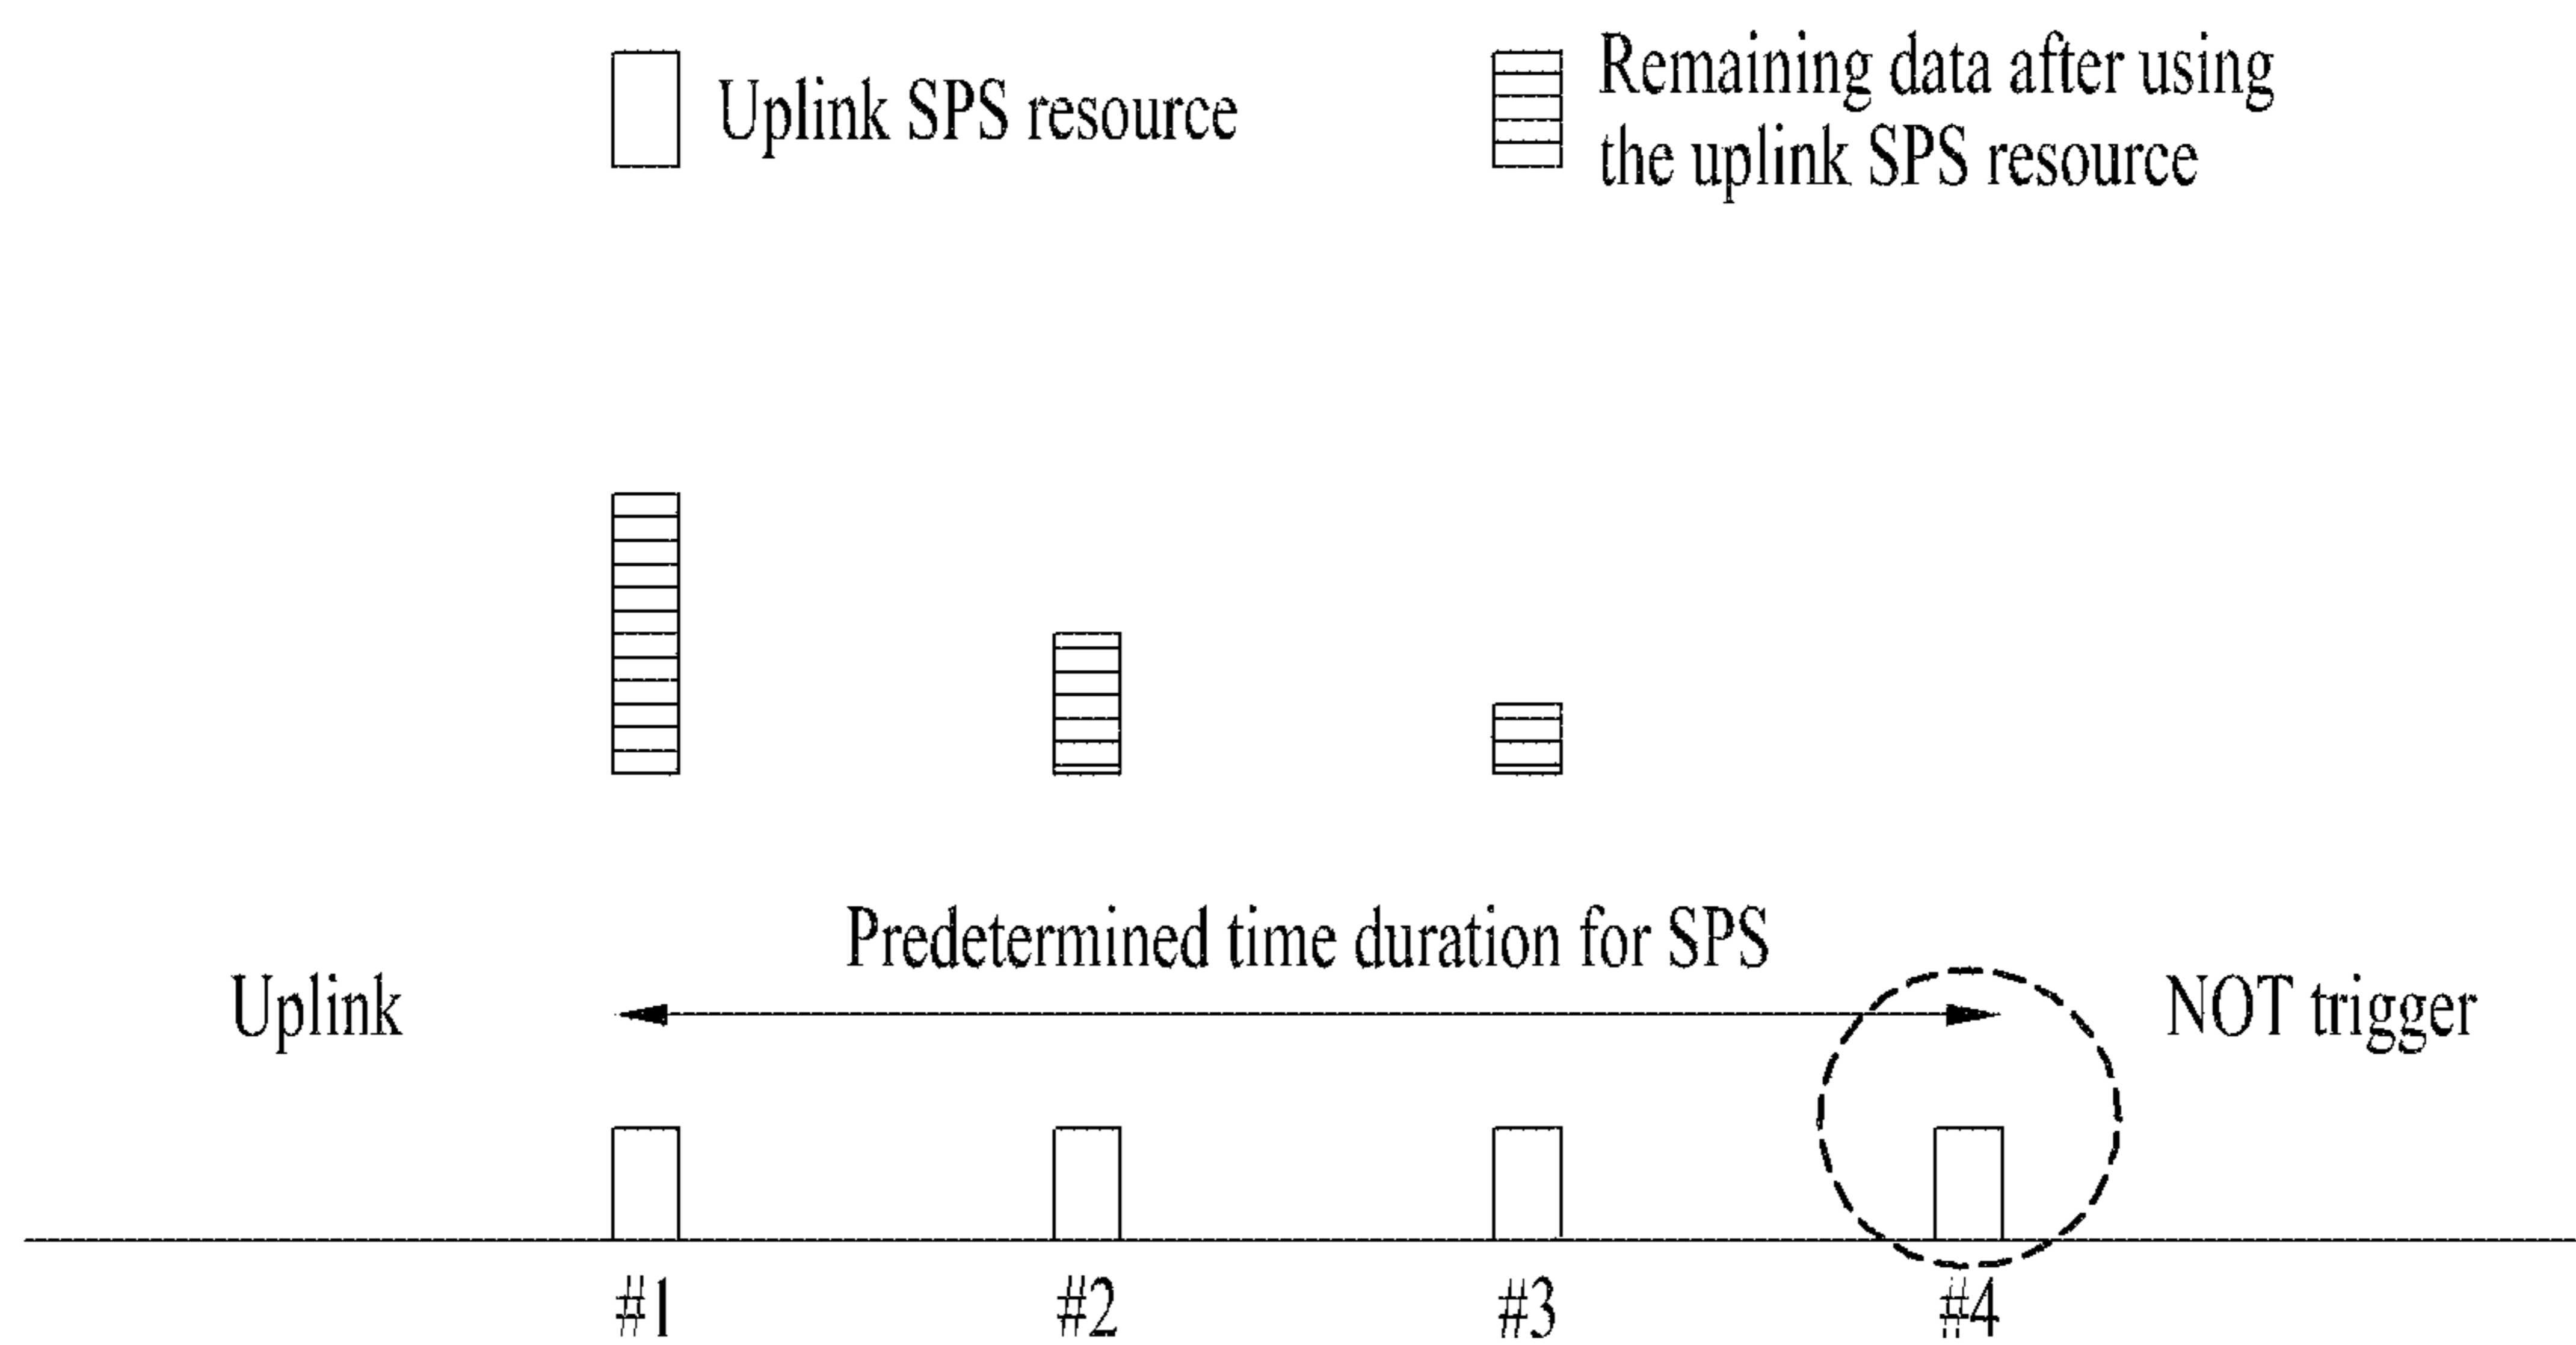 Uplink SPS resource
Remaining data after using
the uplink SPS resource
Predetermined time duration for SPS
Uplink
NOT trigger
#1
#2
#3
#4